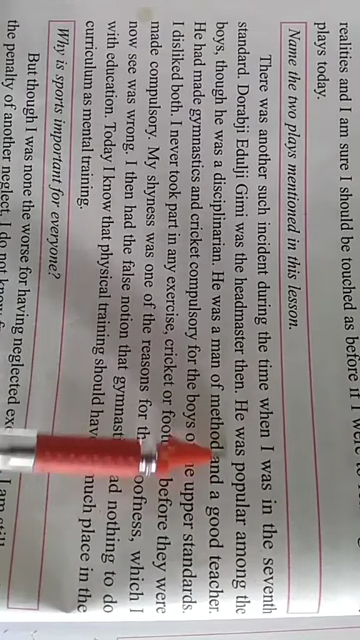 realities and I am sure I should be touched as before if I were to
plays today.
Name the two plays mentioned in this lesson.
There was another such incident during the time when I was in the seventh
standard. Dorabji Edulji Gimi was the headmaster then. He was popular among the
boys, though he was a disciplinarian. He was a man of method and a good teacher.
He had made gymnastics and cricket compulsory for the boys o he upper standards.
I disliked both. I never took part in any exercise, cricket or foot before they were
made compulsory. My shyness was one of the reasons for th oofness, which I
now see was wrong. I then had the false notion that gymnasti ad nothing to do
with education. Today I know that physical training should hav much place in the
curriculum as mental training.
Why is sports important for everyone?
But though I was none the worse for having neglected exe
the penalty of another neglect, I do not know I am still